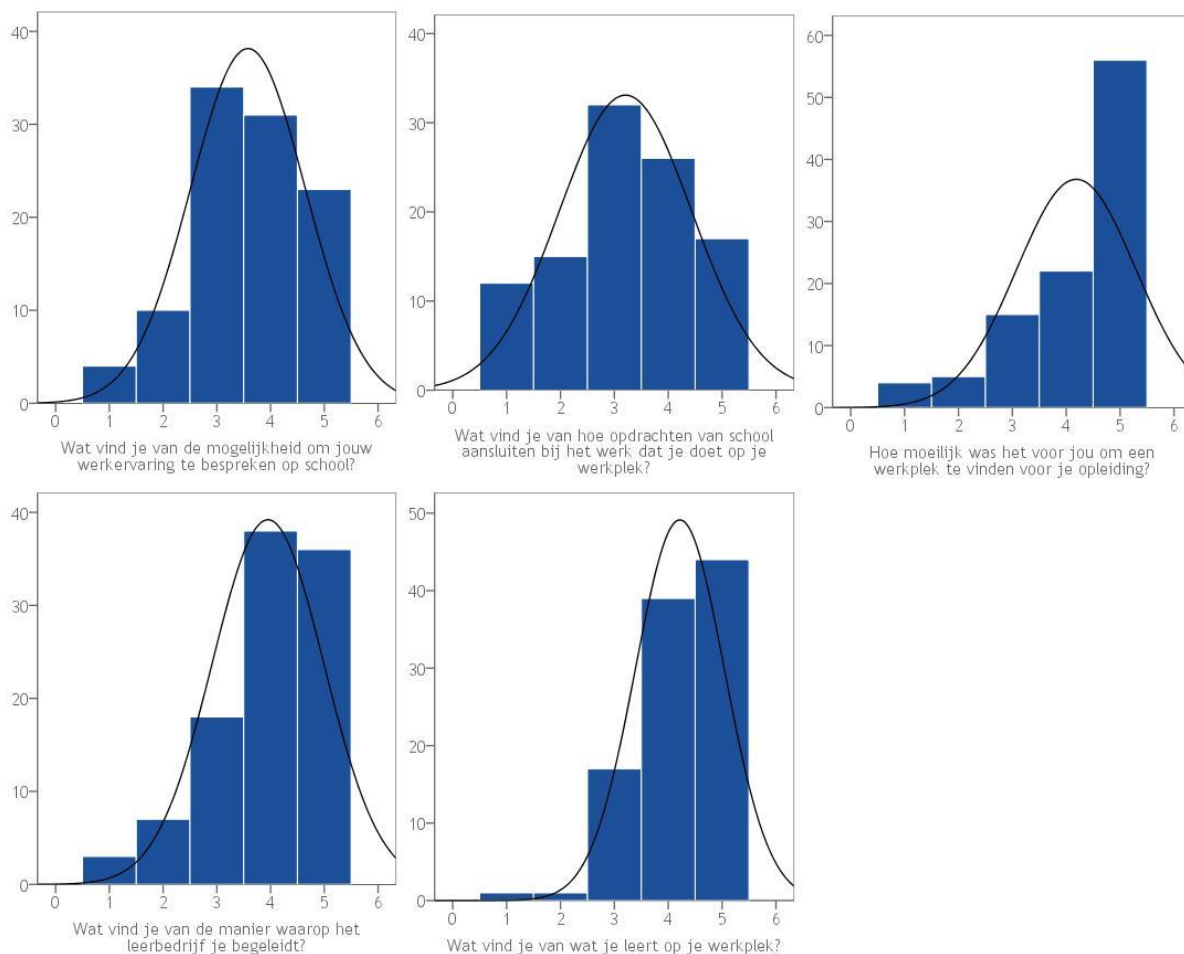 40
30
20
10
0
0 1 2 3 4 5 6
Wat vind je van de mogelijkheid om jouw
werkervaring te bespreken op school?
40
30
20
10
0
0 1 2 3 4 5 6
Wat vind je van hoe opdrachten van school
aansluiten bij het werk dat je doet op je
werkplek?
60
50
40
30
20
10
0
0 1 2 3 4 5 6
Hoe moeilijk was het voor jou om een
werkplek te vinden voor je opleiding?
40
30
20
10
0
0 1 2 3 4 5 6
Wat vind je van de manier waarop het
leerbedrijf je begeleidt?
50
40
30
20
10
0
0 1 2 3 4 5 6
Wat vind je van wat je leert op je werkplek?